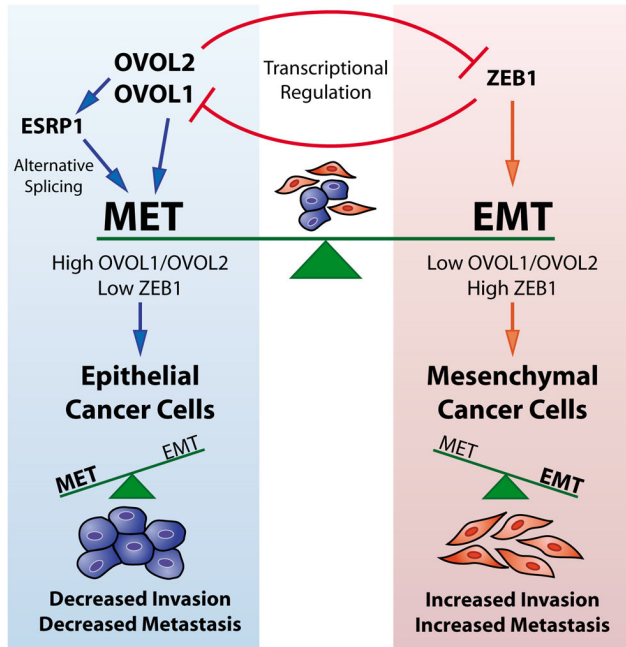 OVOL2
OVOL1
ESRP1
Alternative
Splicing
Transcriptional
Regulation
ZEB1
MET
EMT
High OVOL1/OVOL2
Low ZEB1
Low OVOL1/OVOL2
High ZEB1
Epithelial
Cancer Cells
Mesenchymal
Cancer Cells
MET
EMT
MET
EMT
Decreased Invasion
Decreased Metastasis
Increased Invasion
Increased Metastasis